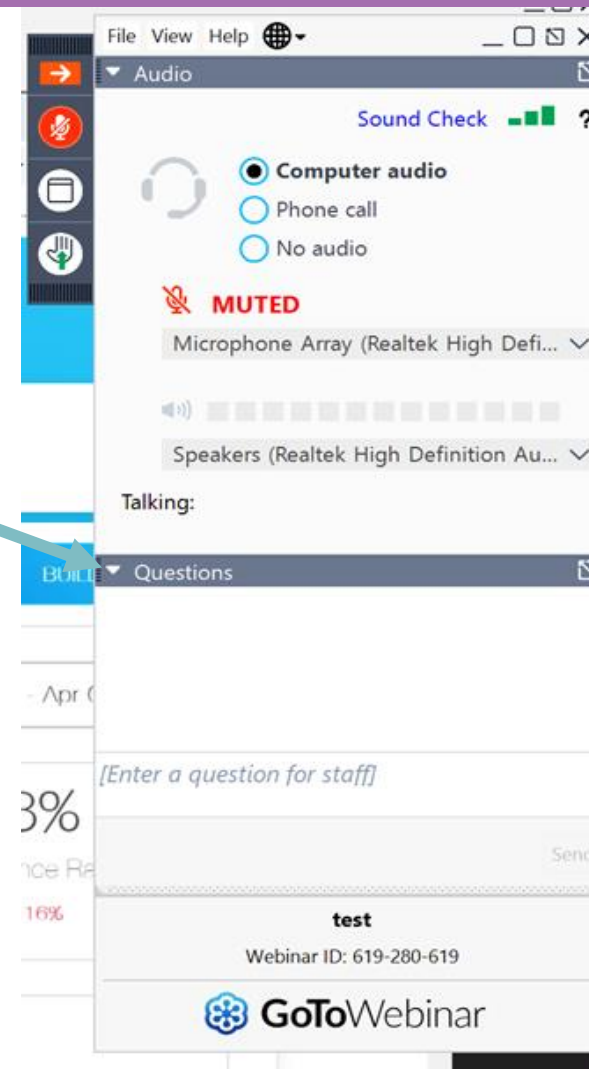 File View Help
Audio
Sound Check ?
Computer audio
Phone call
No audio
MUTED
Microphone Array (Realtek High Defi...
Speakers (Realtek High Definition Au...
Talking:
Questions
- Apr
[Enter a question for staff]
3%
Send
16%
test
Webinar ID: 619-280-619
GoToWebinar